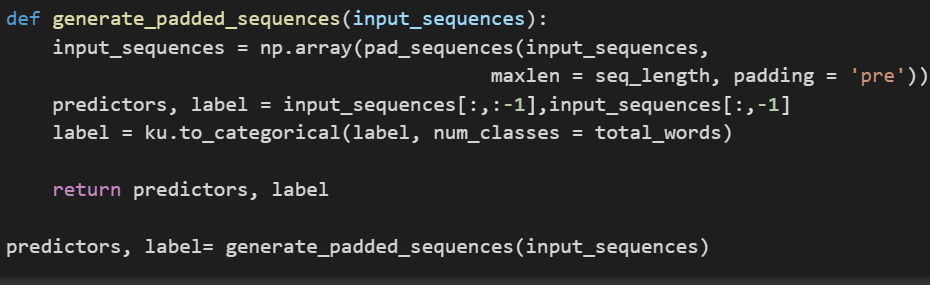 def generate_padded_sequences(input_sequences):
    input_sequences = np.array(pad_sequences(input_sequences,
                                          maxlen = seq_length, padding = 'pre'))
    predictors, label = input_sequences[:,:-1],input_sequences[:,-1]
    label = ku.to_categorical(label, num_classes = total_words)
    return predictors, label
predictors, label= generate_padded_sequences(input_sequences)